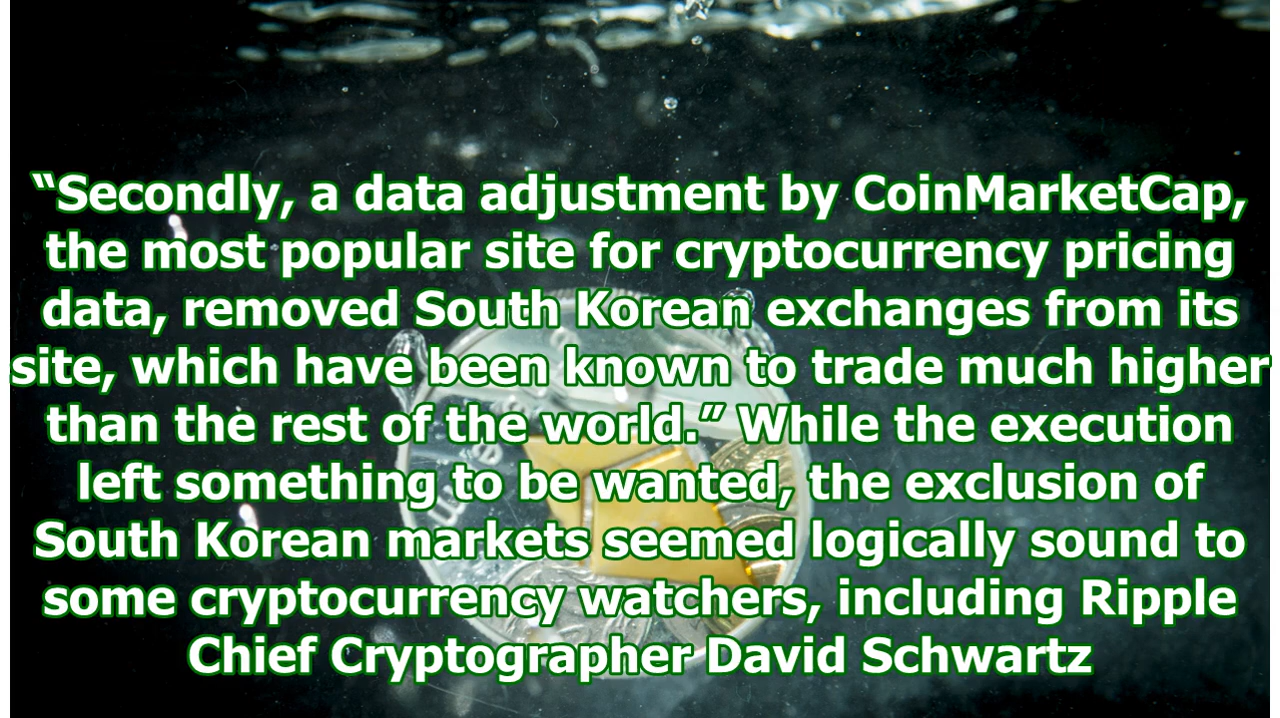 “Secondly, a data adjustment by CoinMarketCap,
the most popular site for cryptocurrency pricing
data, removed South Korean exchanges from its
site, which have been known to trade much higher
than the rest of the world.” While the execution
left something to be wanted, the exclusion of
South Korean markets seemed logically sound to
some cryptocurrency watchers, including Ripple
Chief Cryptographer David Schwartz